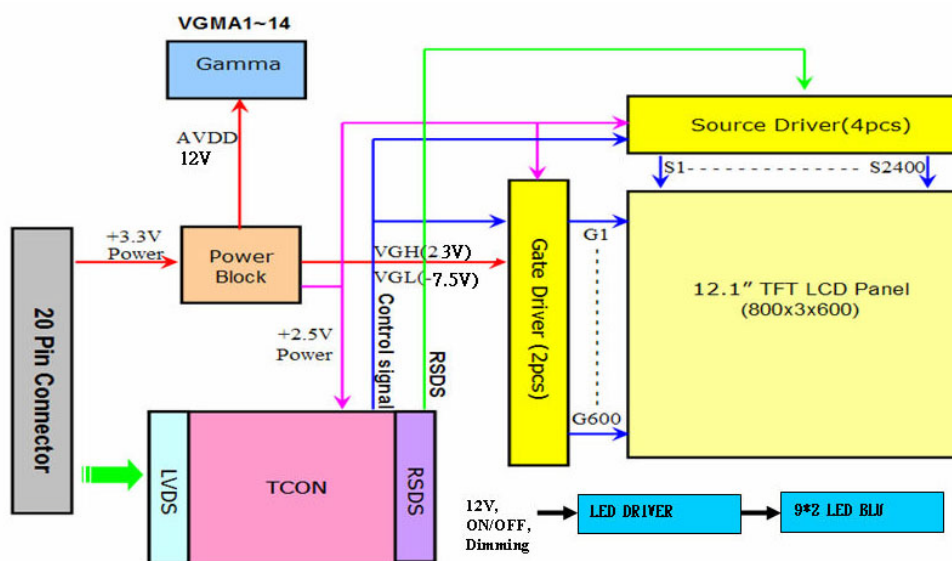 VGMA1~14
Gamma
AVDD
12V
Source Driver(4pcs)
S1
S2400
+3.3V
Power
Power
Block
VGH(23V)
VGL(-7.5V)
G1
Gate Driver (2pcs)
12.1" TFT LCD Panel
(800x3x600)
20 Pin Connector
+2.5V
Power
Control signal
RSDS
G600
LVDS
TCON
RSDS
12V,
ON/OFF,
Dimming
LED DRIVER
9*2 LED BLU